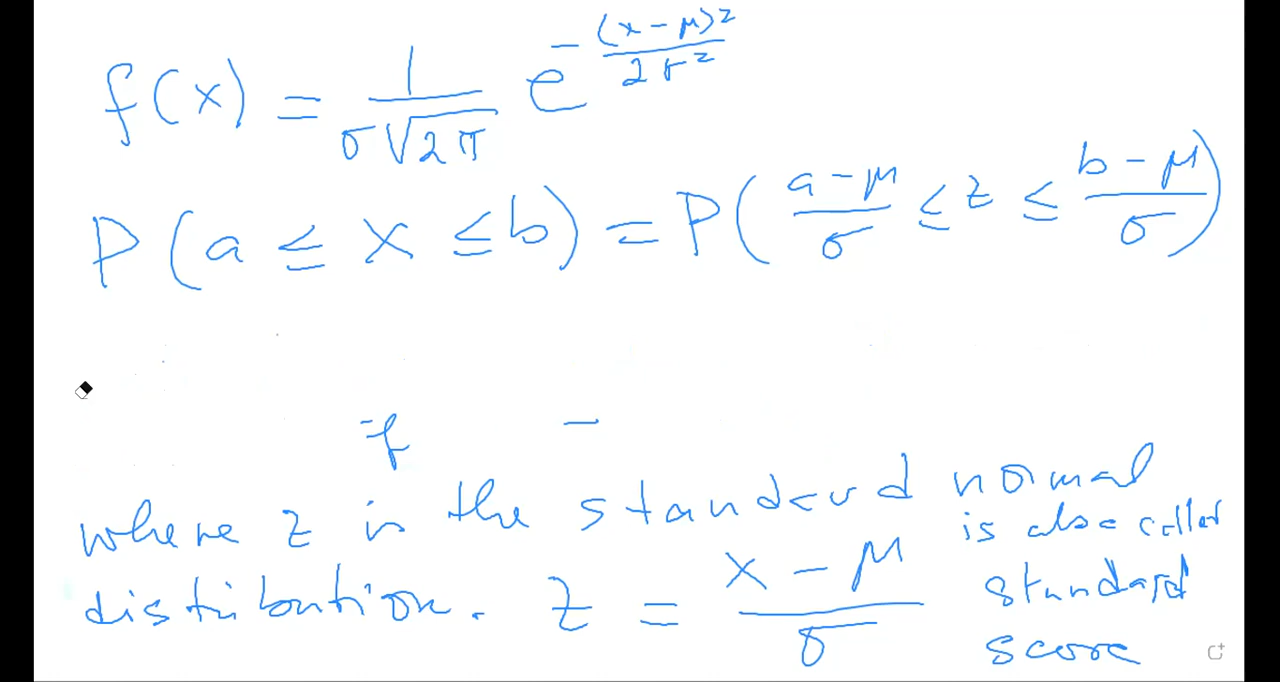 f(x) = 1/(σ√2π) e^(-(x-μ)²/(2σ²))
P(a ≤ x ≤ b) = P((a-μ)/σ ≤ z ≤ (b-μ)/σ)
where z is the standard normal
distribution. z = (x-μ)/σ is also called
standard
score